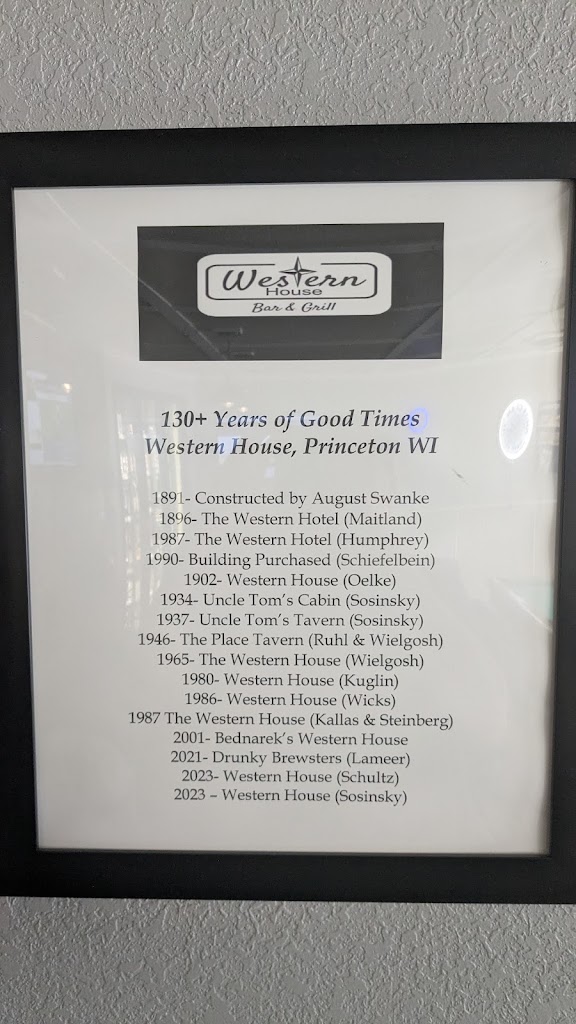 Western
House
Bar & Grill
130+ Years of Good Times
Western House, Princeton WI
1891- Constructed by August Swanke
1896- The Western Hotel (Maitland)
1987- The Western Hotel (Humphrey)
1990- Building Purchased (Schiefelbein)
1902- Western House (Oelke)
1934- Uncle Tom's Cabin (Sosinsky)
1937- Uncle Tom's Tavern (Sosinsky)
1946- The Place Tavern (Ruhl & Wielgosh)
1965- The Western House (Wielgosh)
1980- Western House (Kuglin)
1986- Western House (Wicks)
1987 The Western House (Kallas & Steinberg)
2001- Bednarek's Western House
2021- Drunky Brewsters (Lameer)
2023- Western House (Schultz)
2023 – Western House (Sosinsky)